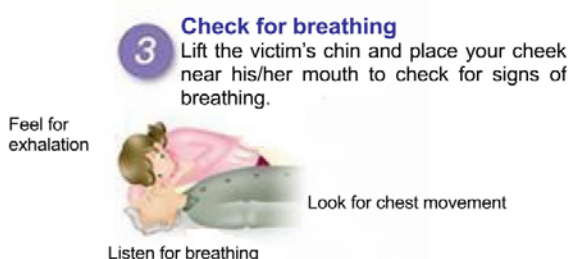 3
Check for breathing
Lift the victim's chin and place your cheek
near his/her mouth to check for signs of
breathing.
Feel for
exhalation
Look for chest movement
Listen for breathing